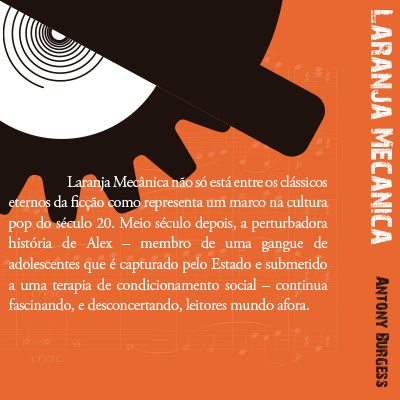 Laranja Mecânica não só está entre os clássicos
eternos da ficção como representa um marco na cultura
pop do século 20. Meio século depois, a perturbadora
história de Alex – membro de uma gangue de
adolescentes que é capturado pelo Estado e submetido
a uma terapia de condicionamento social – continua
fascinando, e desconcertando, leitores mundo afora.
LARANJA MECANICA
ANTONY BURGESS
cresc.